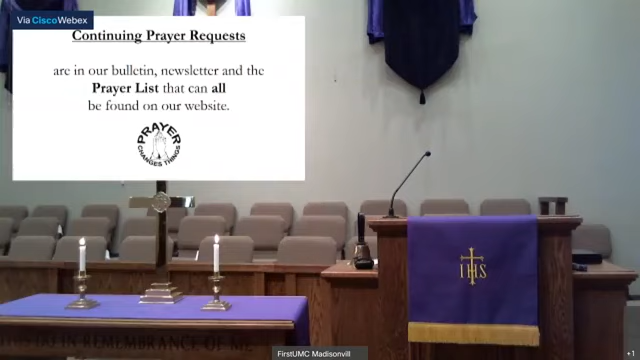 Via Cisco Webex
Continuing Prayer Requests
are in our bulletin, newsletter and the
Prayer List that can all
be found on our website.
PRAYER
CHANGES THINGS
IHS
IN REMEMBRANCE OF ME
FirstUMC Madisonvill
+1